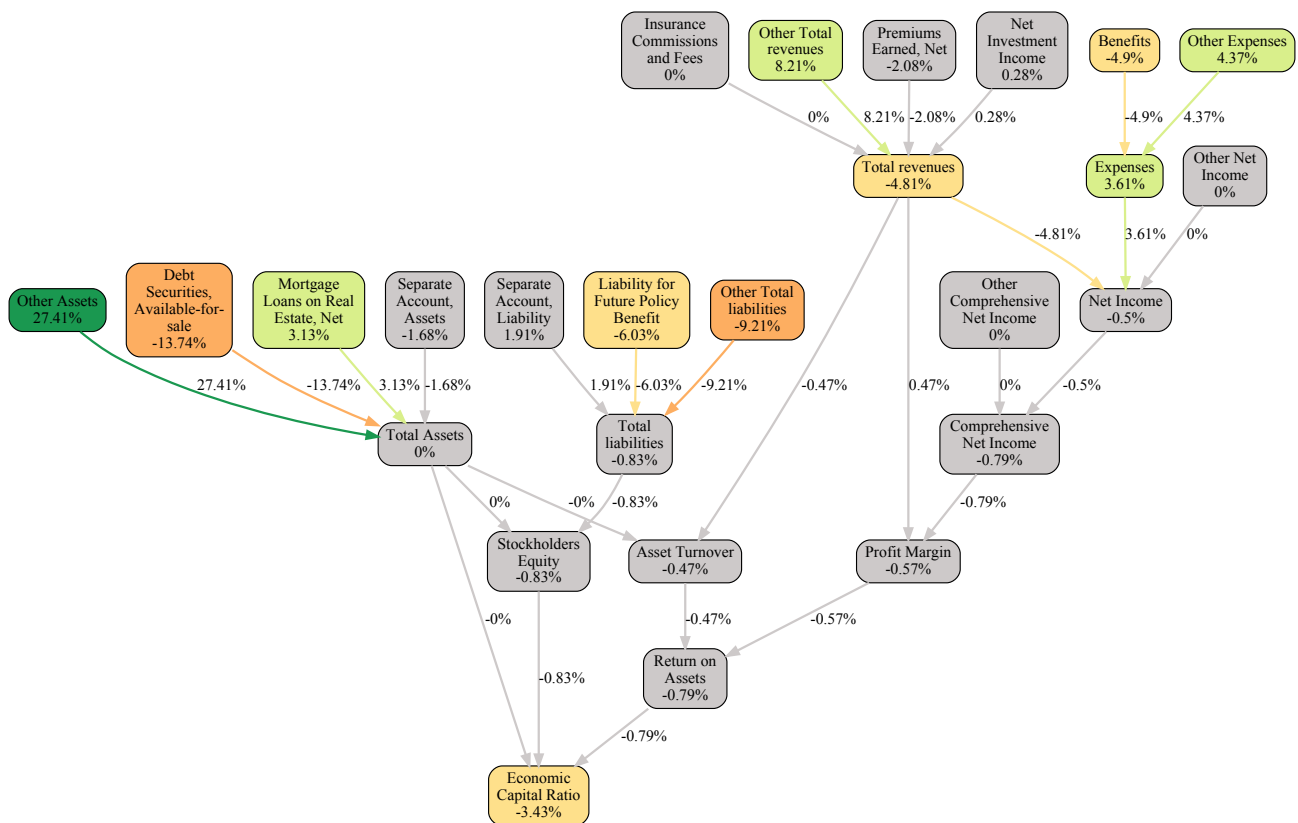 Insurance
Commissions
and Fees
0%
Other Total
revenues
8.21%
Premiums
Earned, Net
-2.08%
Net
Investment
Income
0.28%
Benefits
-4.9%
Other Expenses
4.37%
0%
8.21%
-2.08%
0.28%
-4.9%
4.37%
Total revenues
-4.81%
Expenses
3.61%
Other Net
Income
0%
-4.81%
3.61%
0%
Other Assets
27.41%
Debt
Securities,
Available-for-
sale
-13.74%
Mortgage
Loans on Real
Estate, Net
3.13%
Separate
Account,
Assets
-1.68%
Separate
Account,
Liability
1.91%
Liability for
Future Policy
Benefit
-6.03%
Other Total
liabilities
-9.21%
Other
Comprehensive
Net Income
0%
Net Income
-0.5%
27.41%
-13.74%
3.13%
-1.68%
1.91%
-6.03%
-9.21%
-0.47%
0.47%
0%
-0.5%
Total Assets
0%
Total
liabilities
-0.83%
Comprehensive
Net Income
-0.79%
0%
-0%
-0.83%
-0.79%
Stockholders
Equity
-0.83%
Asset Turnover
-0.47%
Profit Margin
-0.57%
-0%
-0.47%
-0.57%
-0.83%
Return on
Assets
-0.79%
-0.79%
Economic
Capital Ratio
-3.43%